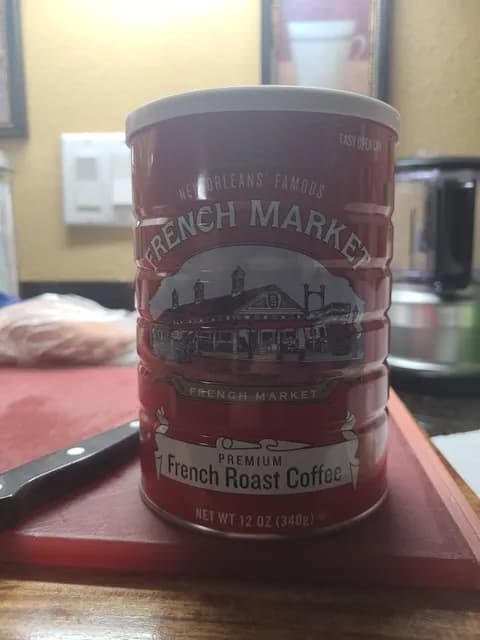 EASY OPEN LID
NEW ORLEANS' FAMOUS
FRENCH MARKET
FRENCH MARKET
PREMIUM
French Roast Coffee
NET WT 12 OZ (340g)